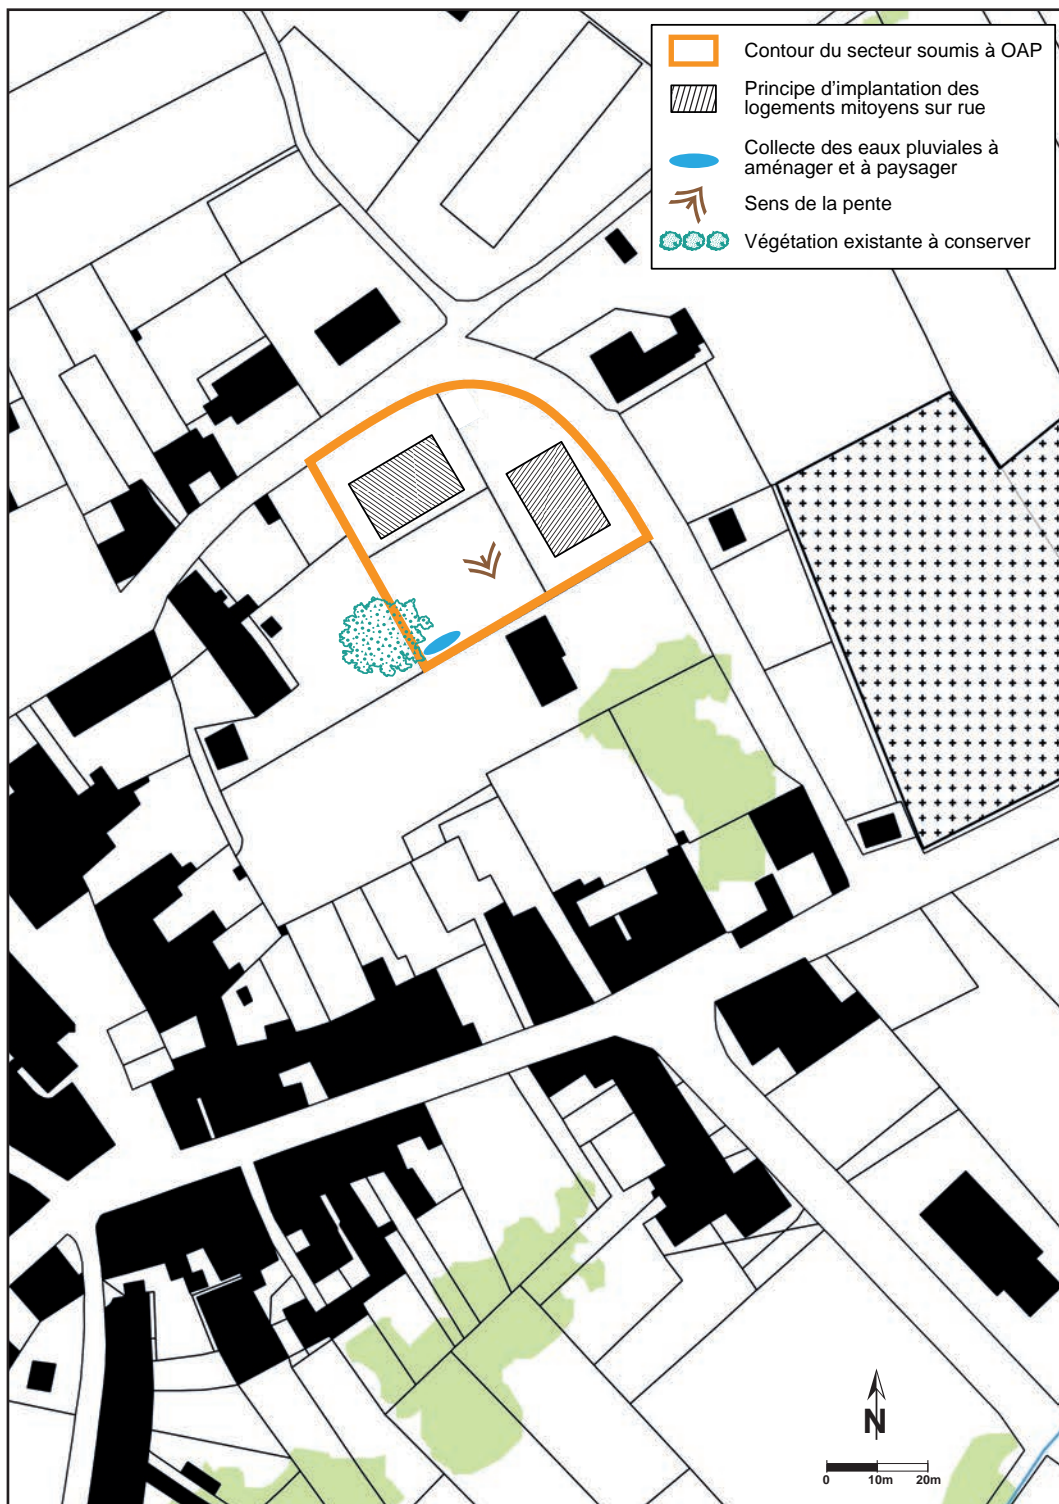 Contour du secteur soumis à OAP
Principe d'implantation des
logements mitoyens sur rue
Collecte des eaux pluviales à
aménager et à paysager
Sens de la pente
Végétation existante à conserver
N
0 10m 20m